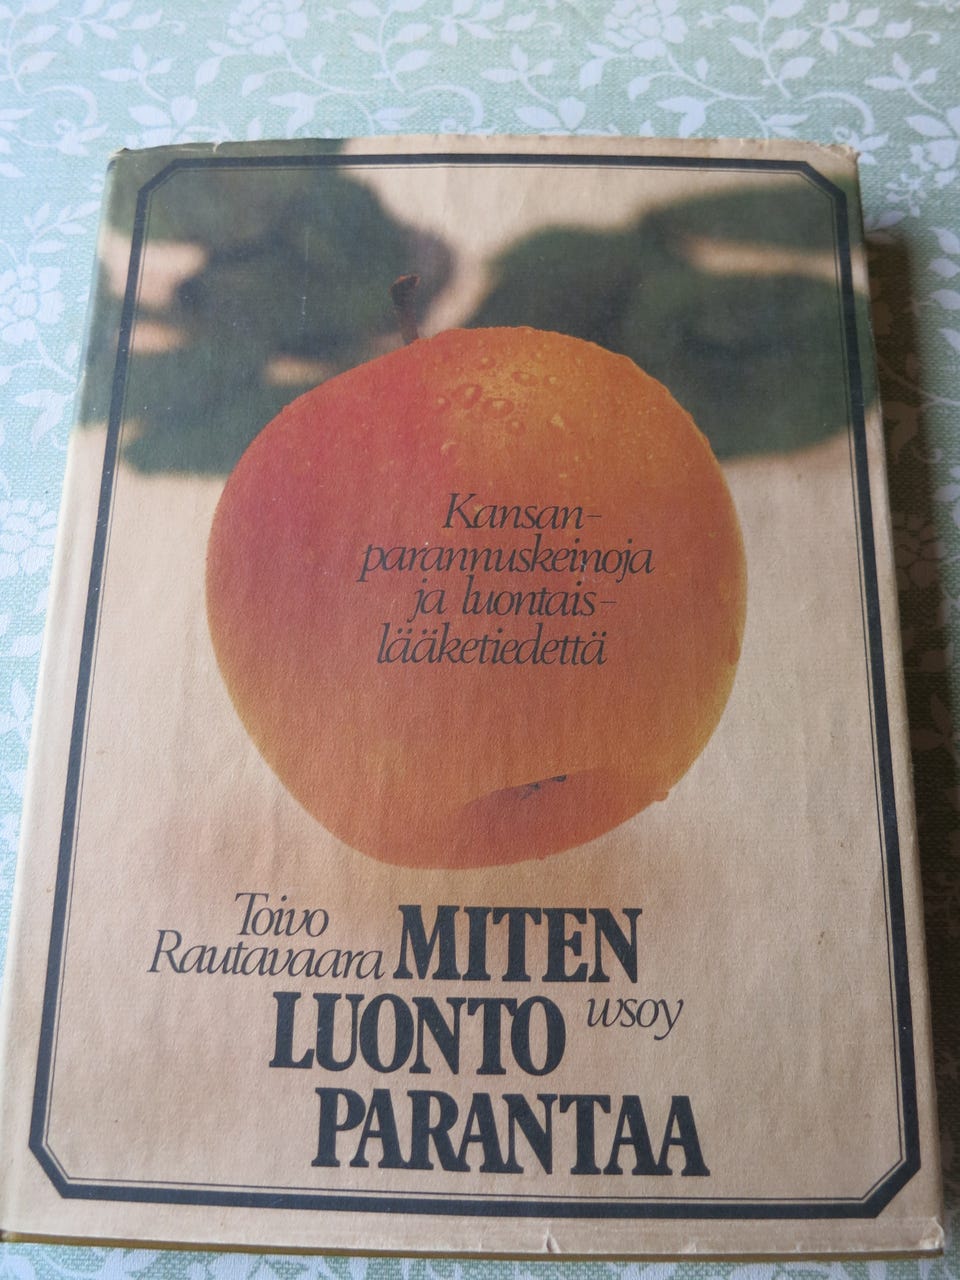 Kansan-
parannuskeinoja
ja luontais-
lääketiedettä
Toivo
Rautavaara MITEN
LUONTO wsoy
PARANTAA